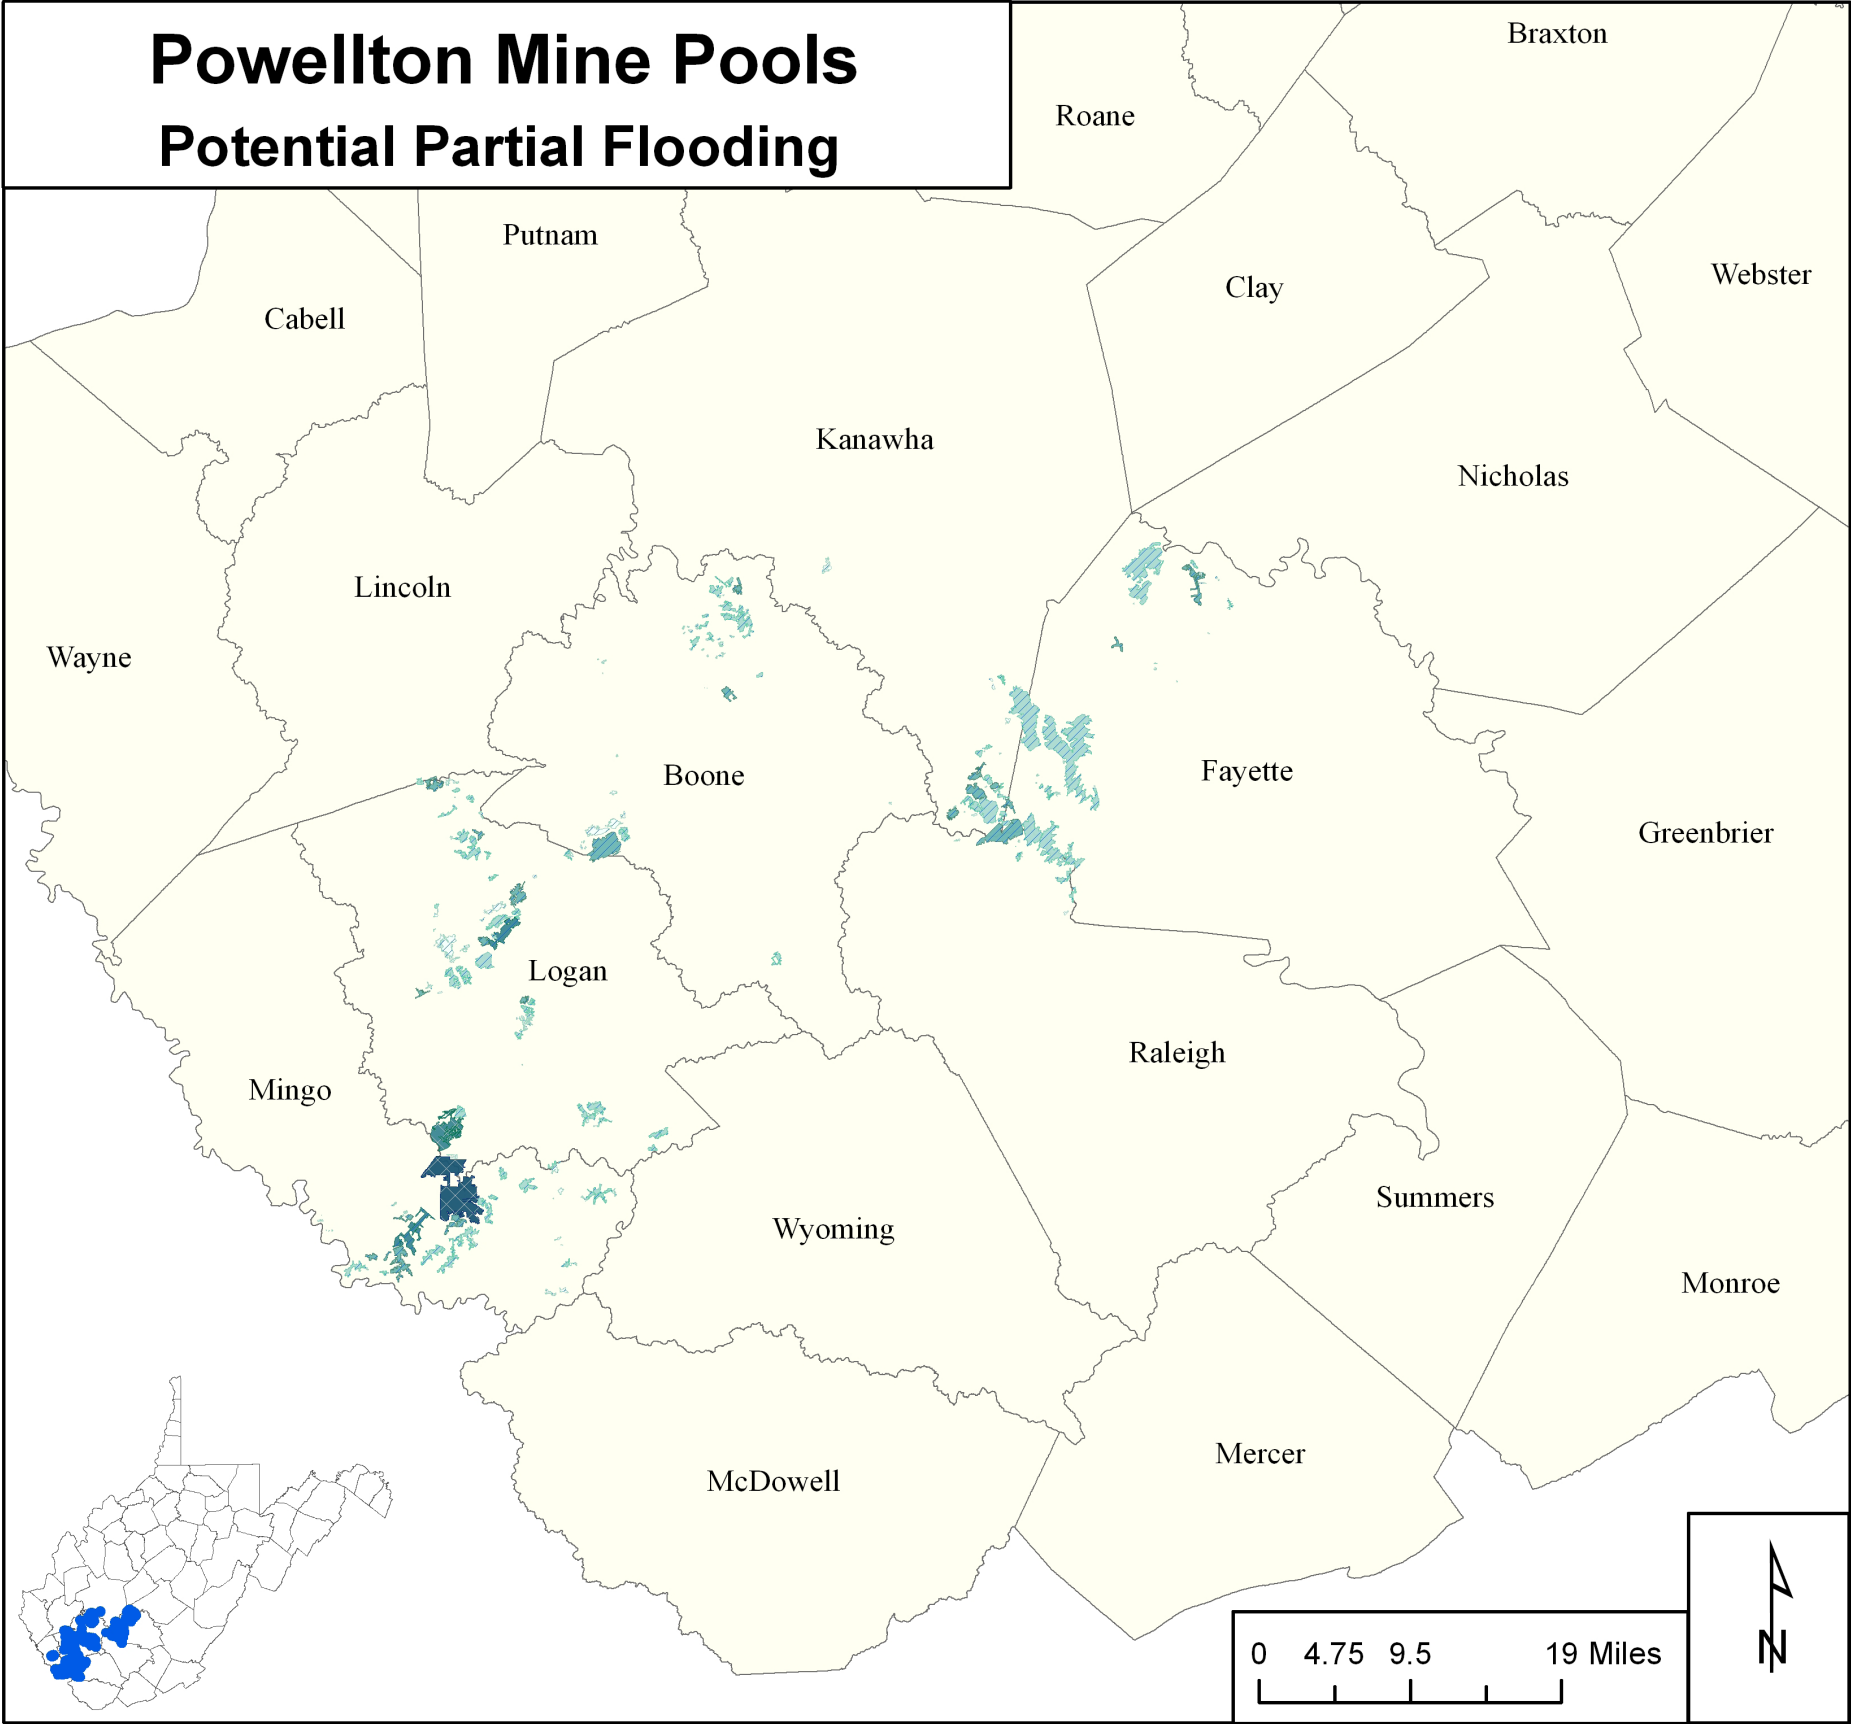 Powellton Mine Pools
Potential Partial Flooding
Braxton
Roane
Putnam
Webster
Clay
Cabell
Kanawha
Nicholas
Lincoln
Wayne
Fayette
Boone
Greenbrier
Logan
Raleigh
Mingo
Summers
Wyoming
Monroe
Mercer
McDowell
0 4.75 9.5 19 Miles
N